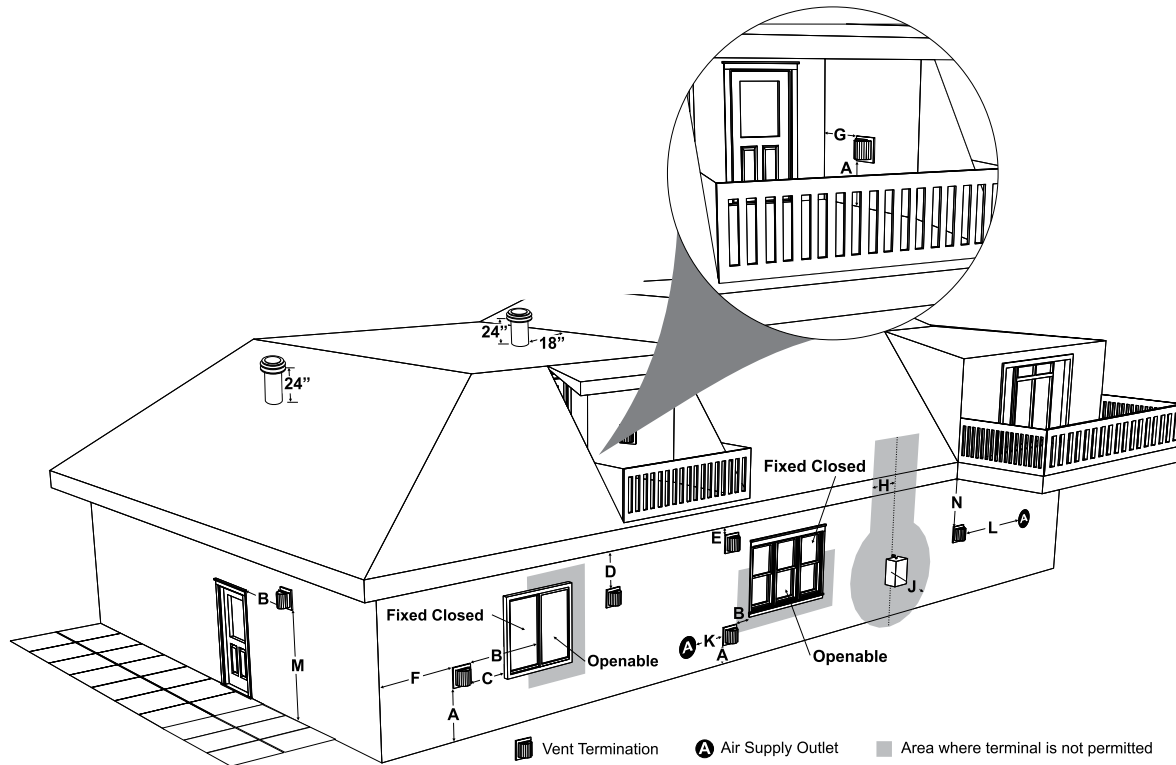 G
A
24”
18”
24”
Fixed Closed
H
N
L
A
E
D
B
Fixed Closed
J
B
M
B
K
A
Openable
A
Openable
F
C
A
Vent Termination
A Air Supply Outlet
Area where terminal is not permitted